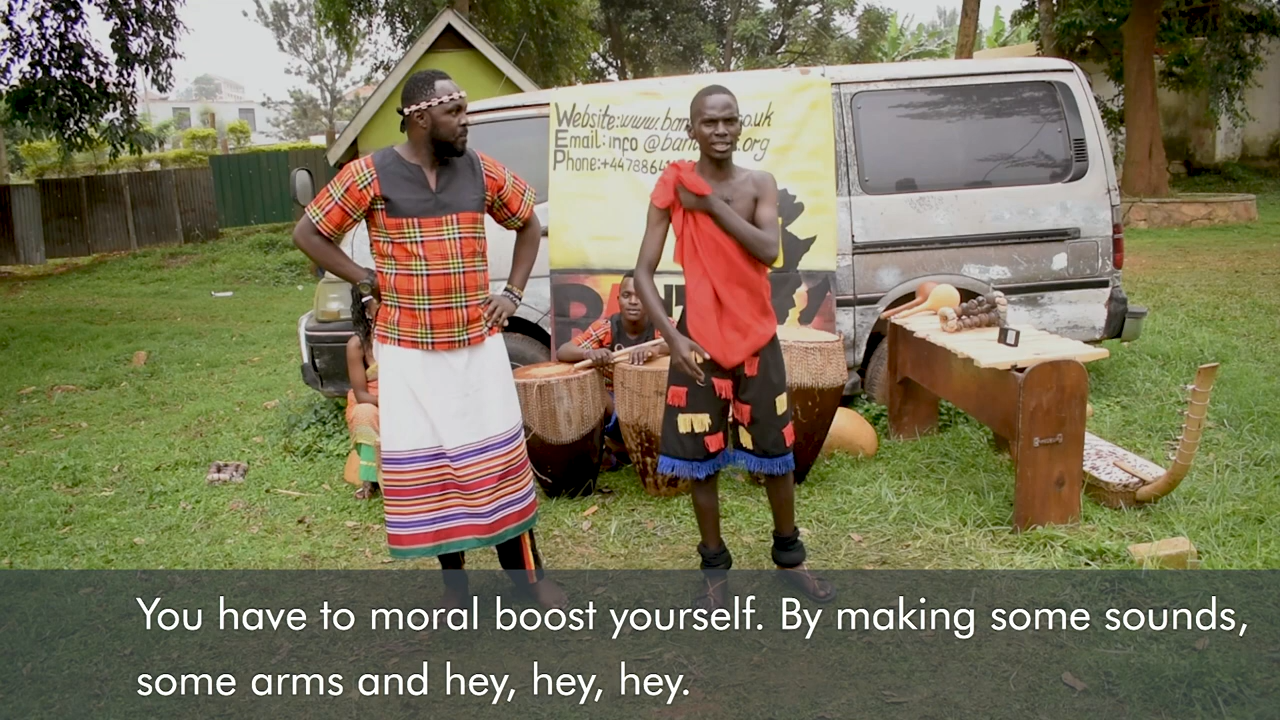 Website:www.ban
Email: info @ban
Phone:+4478864
You have to moral boost yourself. By making some sounds,
some arms and hey, hey, hey.